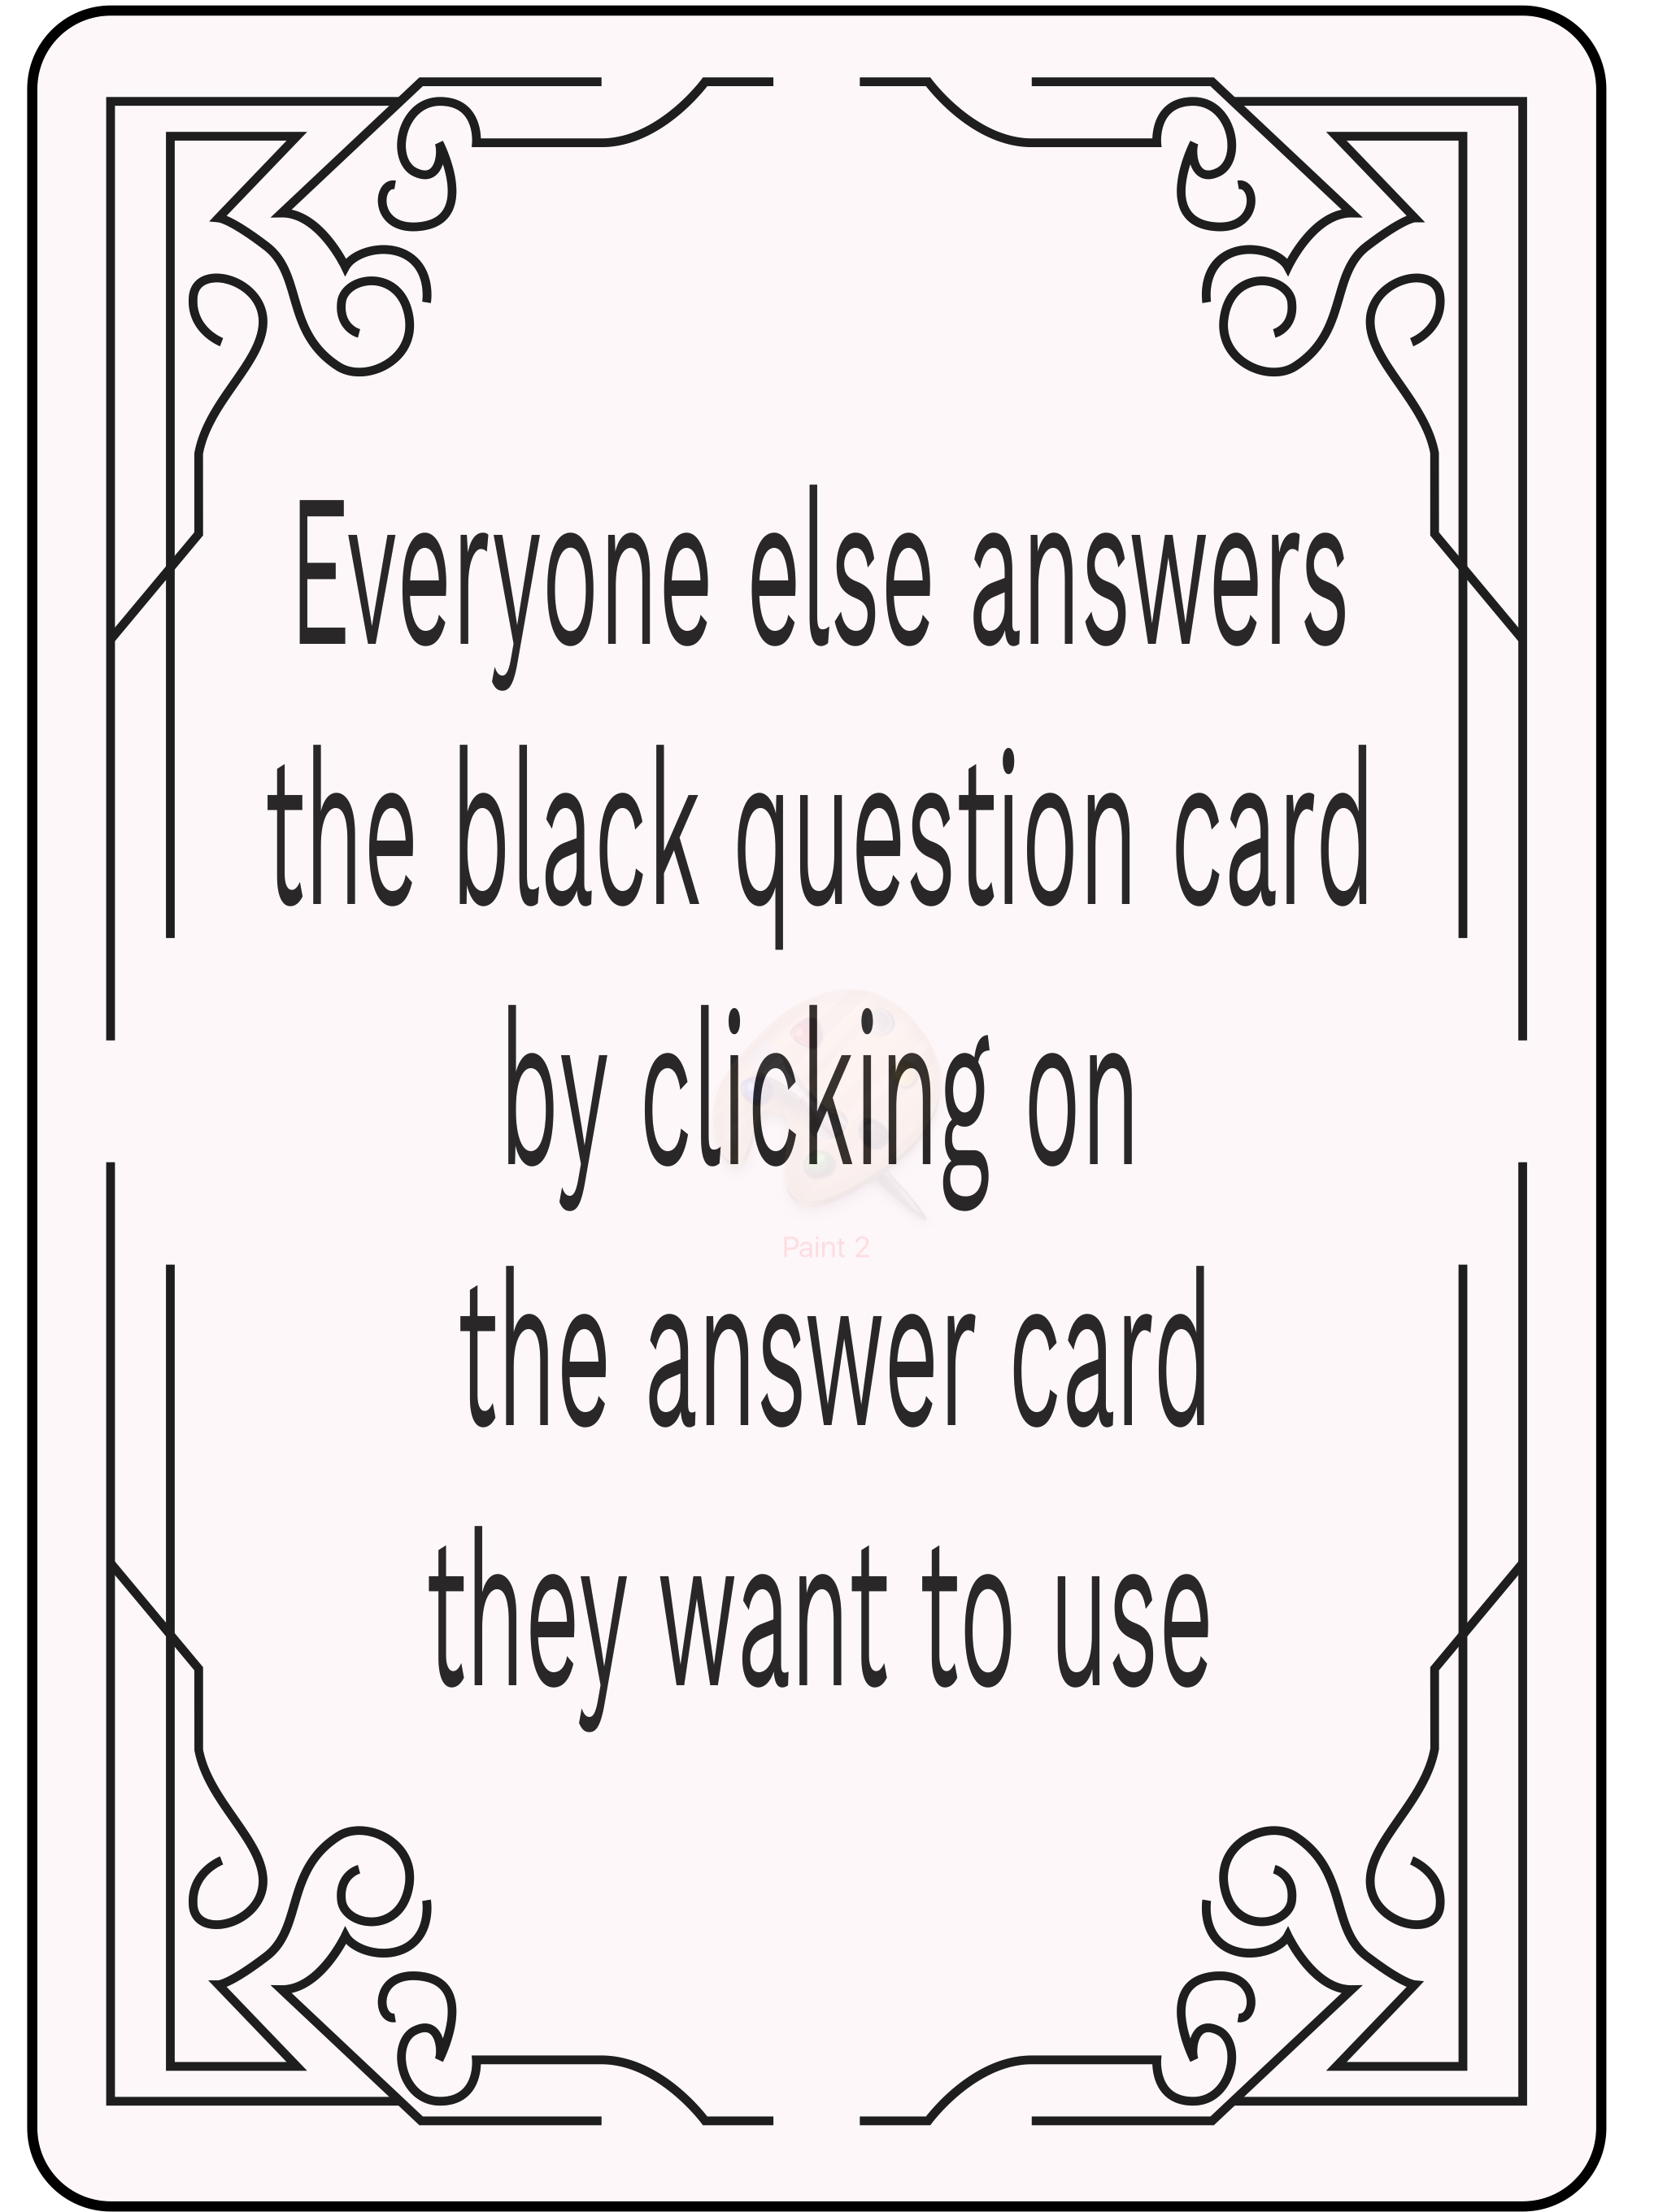 Everyone else answers
the black question card
by clicking on
Paint 2
the answer card
they want to use